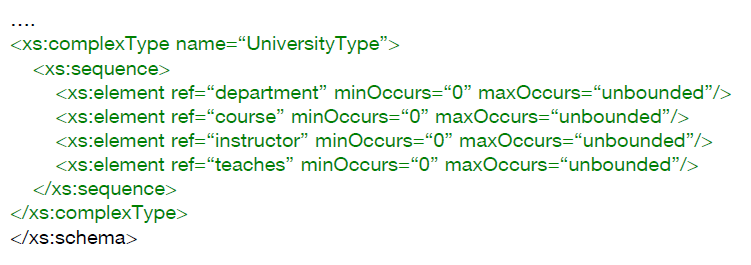 ....
<xs:complexType name=“UniversityType”>
<xs:sequence>
<xs:element ref=“department” minOccurs=“0” maxOccurs=“unbounded”/>
<xs:element ref=“course” minOccurs=“0” maxOccurs=“unbounded”/>
<xs:element ref=“instructor” minOccurs=“0” maxOccurs=“unbounded”/>
<xs:element ref=“teaches” minOccurs=“0” maxOccurs=“unbounded”/>
</xs:sequence>
</xs:complexType>
</xs:schema>